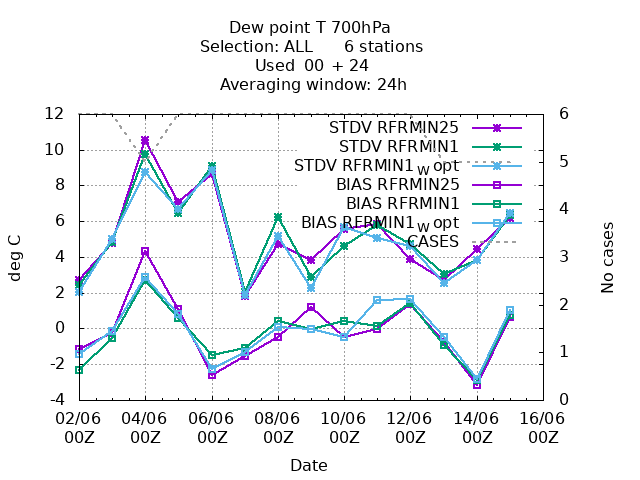 Dew point T 700hPa
Selection: ALL 6 stations
Used 00 + 24
Averaging window: 24h
12 6
STDV RFRMIN25
STDV RFRMIN1
10 5
STDV RFRMIN1w opt
8 BIAS RFRMIN25
BIAS RFRMIN1 4
6 BIAS RFRMIN1w opt
CASES
4 3
2 2
0
-2 1
-4 0
deg C
No cases
02/06 04/06 06/06 08/06 10/06 12/06 14/06 16/06
00Z 00Z 00Z 00Z 00Z 00Z 00Z 00Z
Date